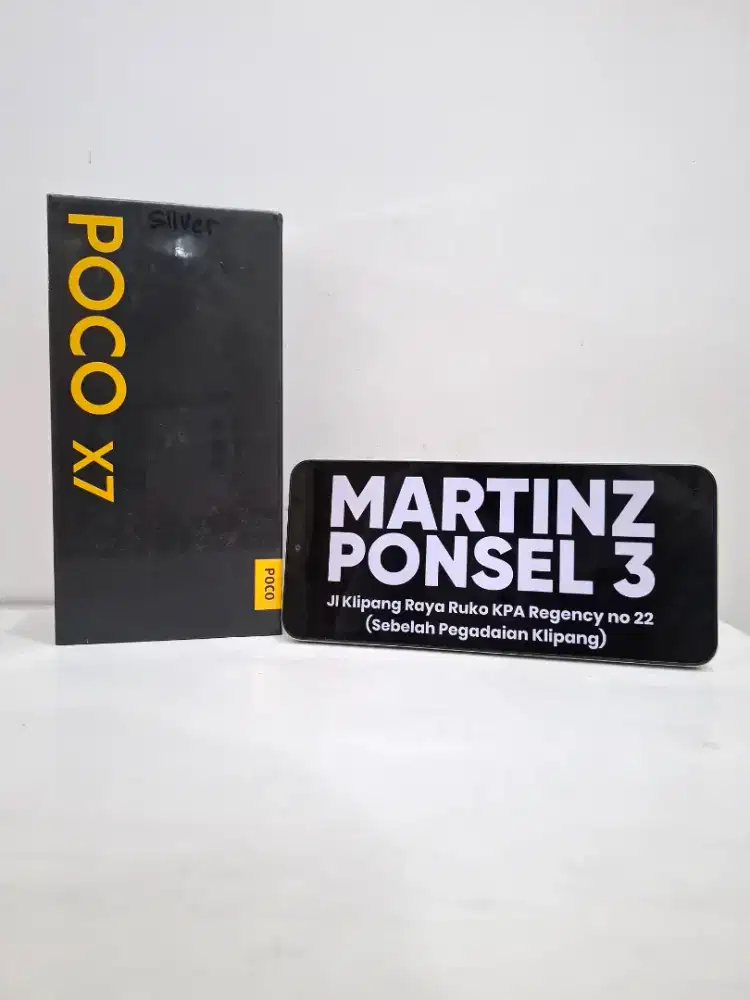 Silver
POCO X7
POCO
MARTINZ
PONSEL 3
Jl Klipang Raya Ruko KPA Regency no 22
(Sebelah Pegadaian Klipang)